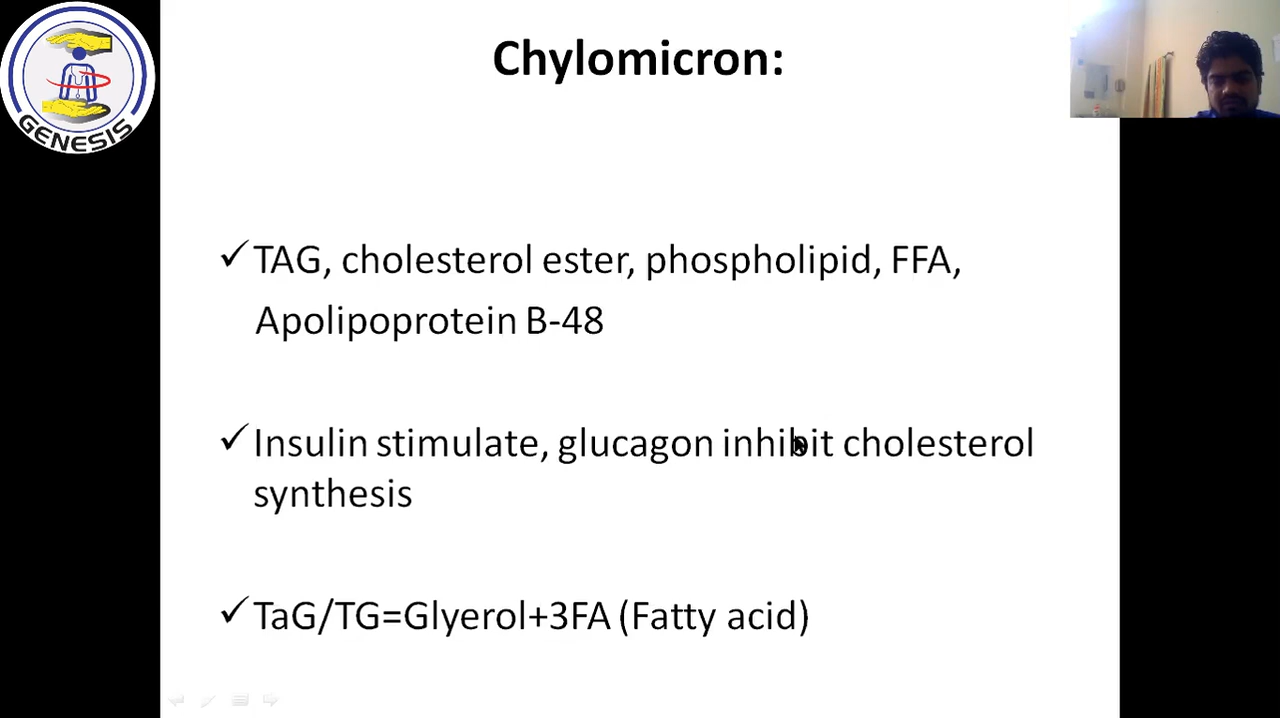 Chylomicron:
GENESIS
✓TAG, cholesterol ester, phospholipid, FFA,
Apolipoprotein B-48
✓Insulin stimulate, glucagon inhibit cholesterol
synthesis
✓TaG/TG=Glyerol+3FA (Fatty acid)